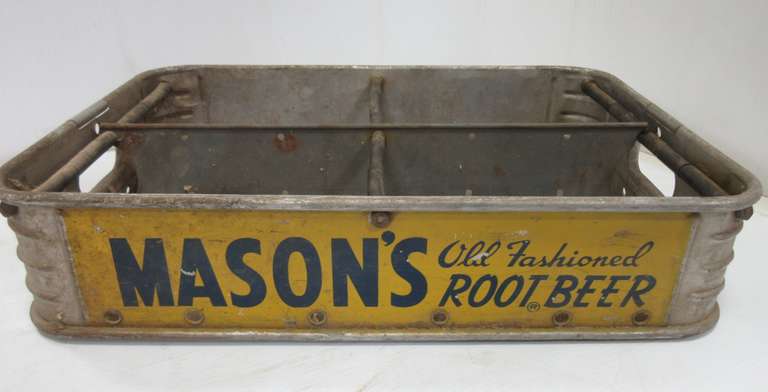 MASON'S Old Fashioned
ROOT BEER ®